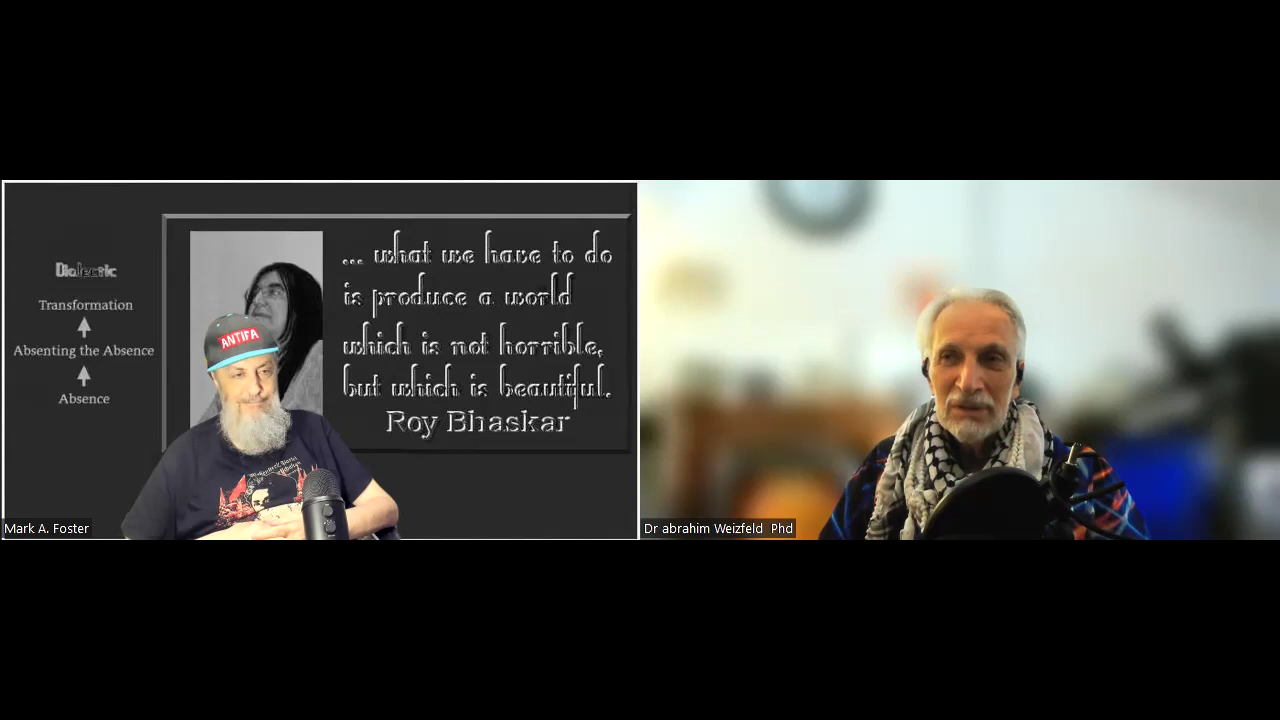 Dialectic
Transformation
Absenting the Absence
Absence
... what we have to do
is produce a world
which is not horrible,
but which is beautiful.
Roy Bhaskar
ANTIFA
Mark A. Foster
Dr abrahim Weizfeld Phd